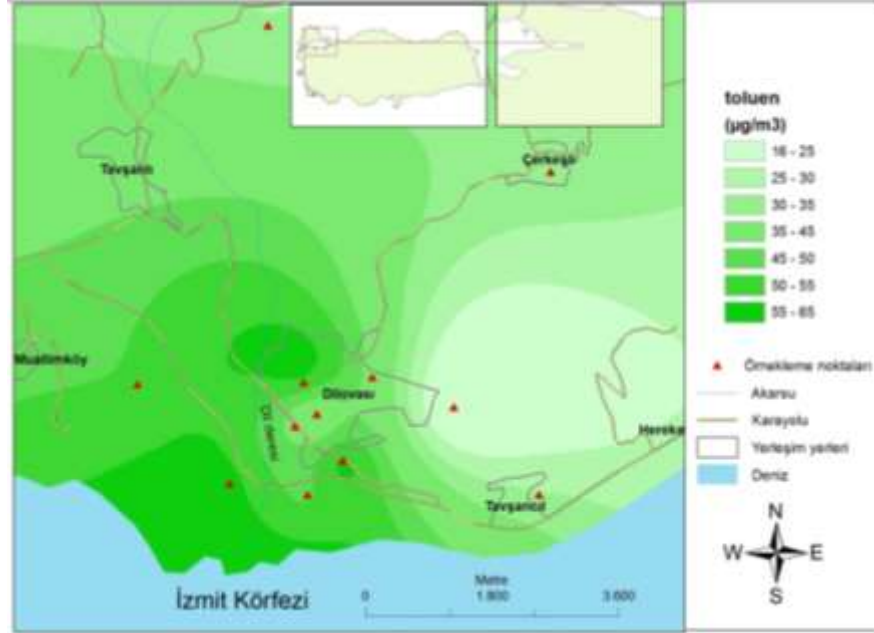 Tavşanlı
Çerkeşli
Muallimköy
Dilovası
Dil deresi
Hereke
Tavşancıl
İzmit Körfezi
Metre
0 1.800 3.600
toluen
(µg/m3)
16 - 25
25 - 30
30 - 35
35 - 45
45 - 50
50 - 55
55 - 65
Örnekleme noktaları
Akarsu
Karayolu
Yerleşim yerleri
Deniz
N
W E
S